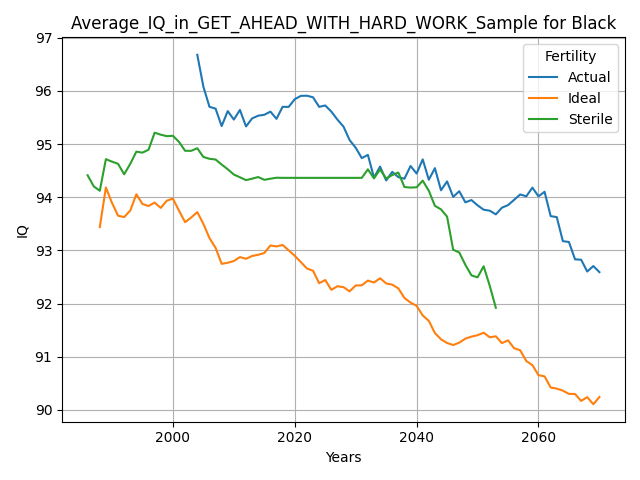 Average_IQ_in_GET_AHEAD_WITH_HARD_WORK_Sample for Black
97
96
95
94
93
92
91
90
IQ
Fertility
Actual
Ideal
Sterile
2000
2020
2040
2060
Years